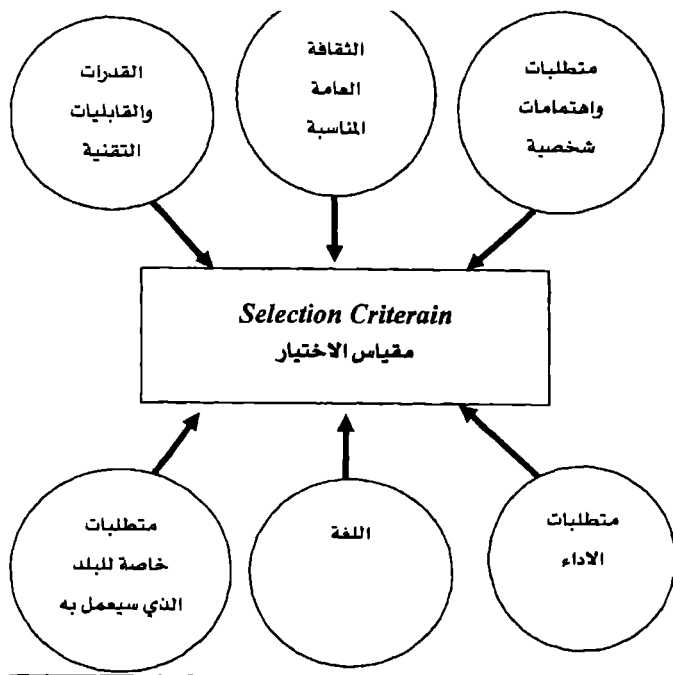 متطلبات
واهتمامات
شخصية
الثقافة
العامة
المناسبة
القدرات
والقابليات
التقنية
Selection Criterain
مقياس الاختيار
متطلبات
الاداء
اللغة
متطلبات
خاصة للبلد
الذي سيعمل به